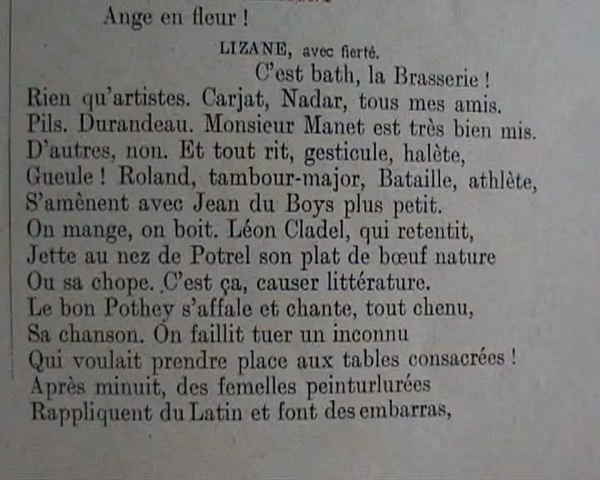 Ange en fleur !
LIZANE, avec fierté.
C'est bath, la Brasserie !
Rien qu'artistes. Carjat, Nadar, tous mes amis.
Pils. Durandeau. Monsieur Manet est très bien mis.
D'autres, non. Et tout rit, gesticule, halète,
Gueule ! Roland, tambour-major, Bataille, athlète,
S'amènent avec Jean du Boys plus petit.
On mange, on boit. Léon Cladel, qui retentit,
Jette au nez de Potrel son plat de bœuf nature
Ou sa chope. C'est ça, causer littérature.
Le bon Pothey s'affale et chante, tout chenu,
Sa chanson. On faillit tuer un inconnu
Qui voulait prendre place aux tables consacrées !
Après minuit, des femelles peinturlurées
Rappliquent du Latin et font des embarras,